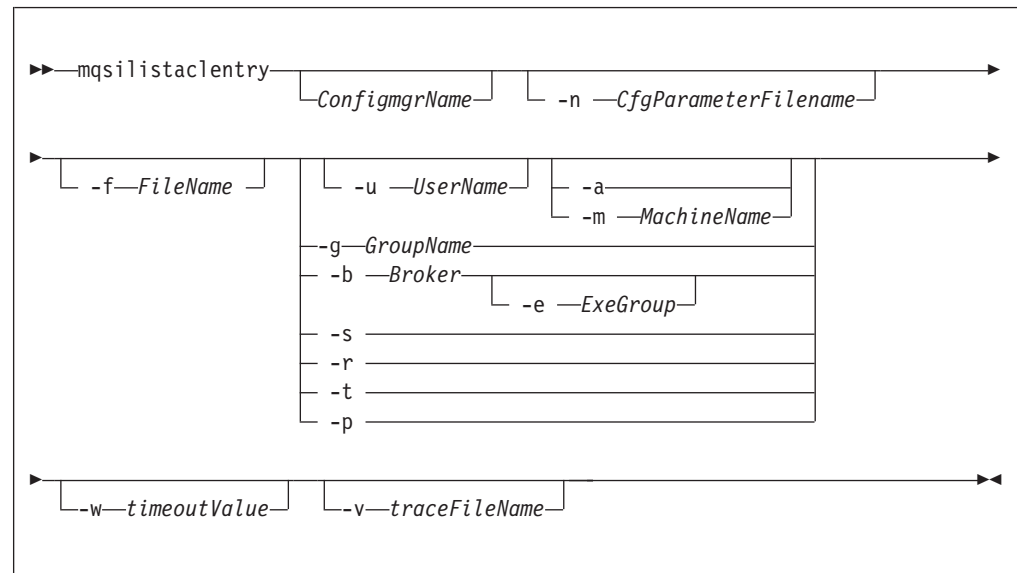 mqsilistaclentry
ConfigmgrName -n CfgParameterFilename
-f FileName -u UserName -a
-m MachineName
-g GroupName
-b Broker
-e ExeGroup
-s
-r
-t
-p
-w timeoutValue -v traceFileName